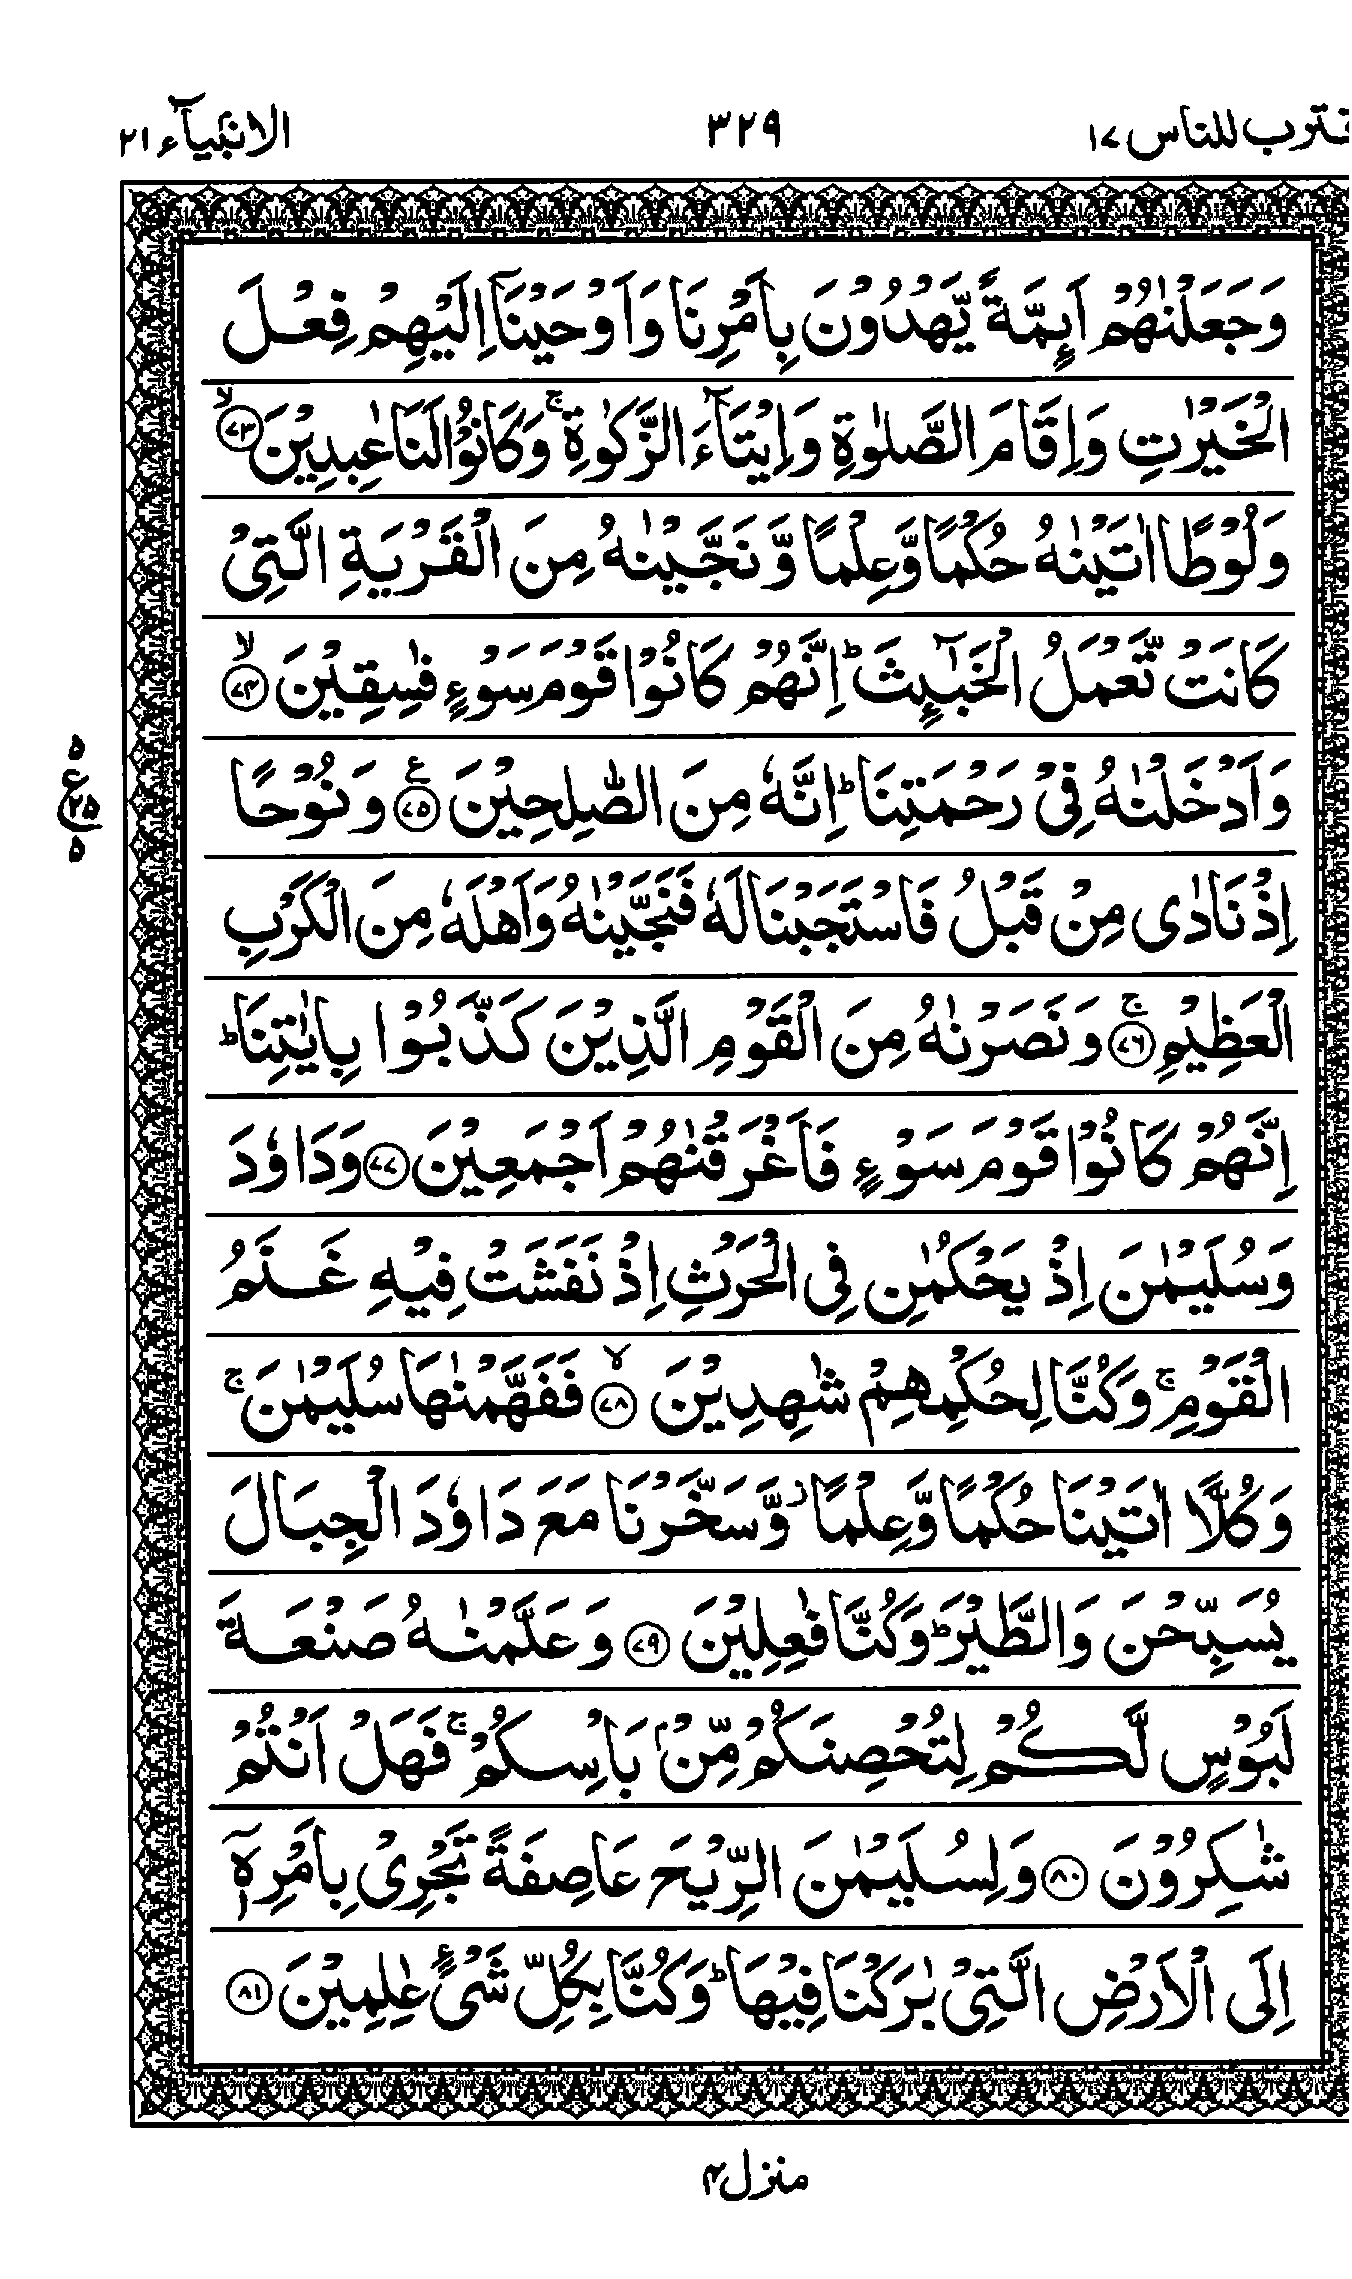 قترب للناس ١٧ ٣٢٩ الانبیآء ٢١
وَجَعَلْنٰهُمْ اَىِٕمَّةً یَّهْدُوْنَ بِاَمْرِنَا وَاَوْحَیْنَاۤ اِلَیْهِمْ فِعْلَ
الْخَیْرٰتِ وَاِقَامَ الصَّلٰوةِ وَاِیْتَآءَ الزَّكٰوةِ ۚ وَكَانُوْا لَنَا عٰبِدِیْنَ ﴿٧٣﴾ ۙ
وَلُوْطًا اٰتَیْنٰهُ حُكْمًا وَّعِلْمًا وَّنَجَّیْنٰهُ مِنَ الْقَرْیَةِ الَّتِیْ
كَانَتْ تَّعْمَلُ الْخَبٰٓىِٕثَ ؕ اِنَّهُمْ كَانُوْا قَوْمَ سَوْءٍ فٰسِقِیْنَ ﴿٧٤﴾ ۙ
وَاَدْخَلْنٰهُ فِیْ رَحْمَتِنَا ؕ اِنَّهٗ مِنَ الصّٰلِحِیْنَ ﴿٧٥﴾ ع وَنُوْحًا
٥ ع ٢٥ ٥
اِذْ نَادٰی مِنْ قَبْلُ فَاسْتَجَبْنَا لَهٗ فَنَجَّیْنٰهُ وَاَهْلَهٗ مِنَ الْكَرْبِ
الْعَظِیْمِ ﴿٧٦﴾ ۚ وَنَصَرْنٰهُ مِنَ الْقَوْمِ الَّذِیْنَ كَذَّبُوْا بِاٰیٰتِنَا ؕ
اِنَّهُمْ كَانُوْا قَوْمَ سَوْءٍ فَاَغْرَقْنٰهُمْ اَجْمَعِیْنَ ﴿٧٧﴾ وَدَاوٗدَ
وَسُلَیْمٰنَ اِذْ یَحْكُمٰنِ فِی الْحَرْثِ اِذْ نَفَشَتْ فِیْهِ غَنَمُ
الْقَوْمِ ۚ وَكُنَّا لِحُكْمِهِمْ شٰهِدِیْنَ ﴿٧٨﴾ ۙ فَفَهَّمْنٰهَا سُلَیْمٰنَ ۚ
وَكُلًّا اٰتَیْنَا حُكْمًا وَّعِلْمًا ؗ وَّسَخَّرْنَا مَعَ دَاوٗدَ الْجِبَالَ
یُسَبِّحْنَ وَالطَّیْرَ ؕ وَكُنَّا فٰعِلِیْنَ ﴿٧٩﴾ وَعَلَّمْنٰهُ صَنْعَةَ
لَبُوْسٍ لَّكُمْ لِتُحْصِنَكُمْ مِّنْۢ بَاْسِكُمْ ۚ فَهَلْ اَنْتُمْ
شٰكِرُوْنَ ﴿٨٠﴾ وَلِسُلَیْمٰنَ الرِّیْحَ عَاصِفَةً تَجْرِیْ بِاَمْرِهٖۤ
اِلَی الْاَرْضِ الَّتِیْ بٰرَكْنَا فِیْهَا ؕ وَكُنَّا بِكُلِّ شَیْءٍ عٰلِمِیْنَ ﴿٨١﴾
منزل ٤